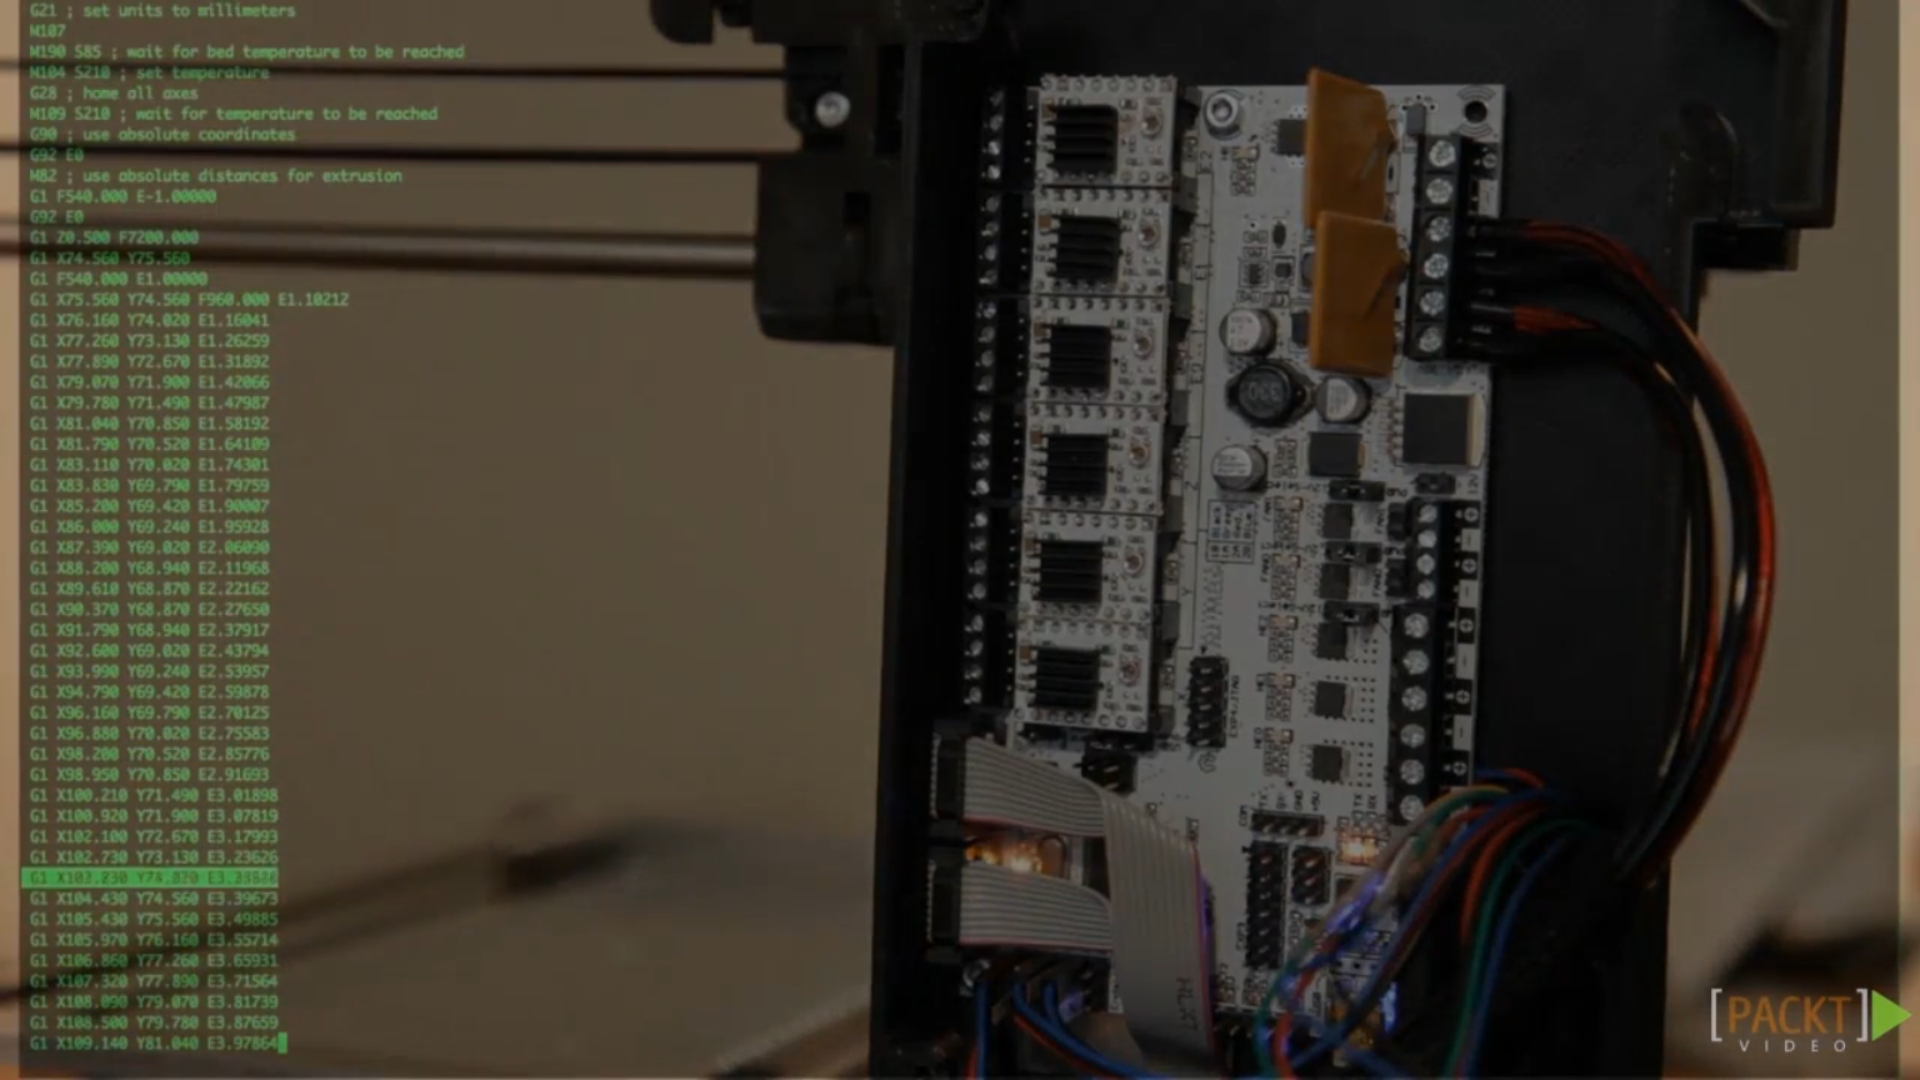 G21 ; set units to millimeters
M107
M190 S85 ; wait for bed temperature to be reached
M104 S210 ; set temperature
G28 ; home all axes
M109 S210 ; wait for temperature to be reached
G90 ; use absolute coordinates
G92 E0
M82 ; use absolute distances for extrusion
G1 F540.000 E-1.00000
G92 E0
G1 Z0.500 F7200.000
G1 X74.560 Y75.560
G1 F540.000 E1.00000
G1 X75.560 Y74.560 F960.000 E1.10212
G1 X76.160 Y74.020 E1.16041
G1 X77.260 Y73.130 E1.26259
G1 X77.890 Y72.670 E1.31892
G1 X79.070 Y71.900 E1.42066
G1 X79.780 Y71.490 E1.47987
G1 X81.040 Y70.850 E1.58192
G1 X81.790 Y70.520 E1.64109
G1 X83.110 Y70.020 E1.74301
G1 X83.830 Y69.790 E1.79759
G1 X85.200 Y69.420 E1.90007
G1 X86.000 Y69.240 E1.95928
G1 X87.390 Y69.020 E2.06090
G1 X88.200 Y68.940 E2.11968
G1 X89.610 Y68.870 E2.22162
G1 X90.370 Y68.870 E2.27650
G1 X91.790 Y68.940 E2.37917
G1 X92.600 Y69.020 E2.43794
G1 X93.990 Y69.240 E2.53957
G1 X94.790 Y69.420 E2.59878
G1 X96.160 Y69.790 E2.70125
G1 X96.880 Y70.020 E2.75583
G1 X98.200 Y70.520 E2.85776
G1 X98.950 Y70.850 E2.91693
G1 X100.210 Y71.490 E3.01898
G1 X100.920 Y71.900 E3.07819
G1 X102.100 Y72.670 E3.17993
G1 X102.730 Y73.130 E3.23626
G1
G1 X104.430 Y74.560 E3.39673
G1 X105.430 Y75.560 E3.49885
G1 X105.970 Y76.160 E3.55714
G1 X106.860 Y77.260 E3.65931
G1 X107.320 Y77.890 E3.71564
G1 X108.090 Y79.070 E3.81739
G1 X108.500 Y79.780 E3.87659
G1 X109.140 Y81.040 E3.97864
E2
E1
Z
Y
330
[PACKT]
VIDEO